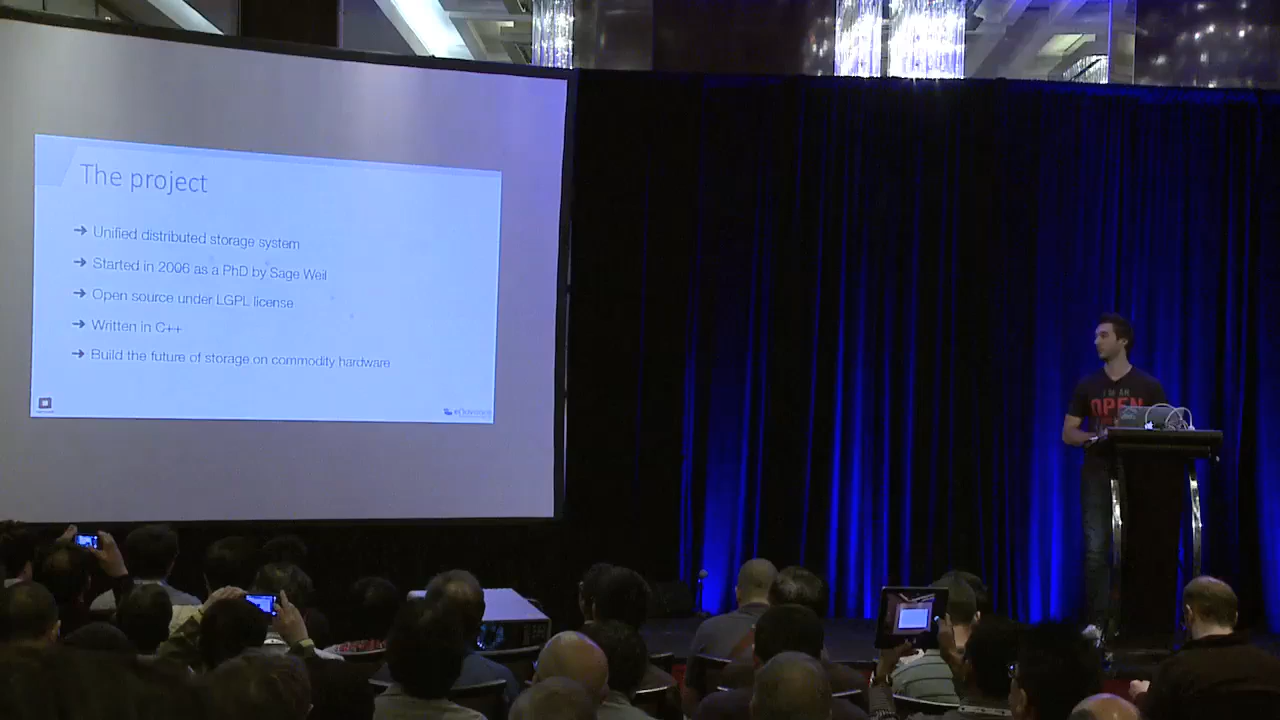 The project
➔ Unified distributed storage system
➔ Started in 2006 as a PhD by Sage Weil
➔ Open source under LGPL license
➔ Written in C++
➔ Build the future of storage on commodity hardware
eNovance
OPEN